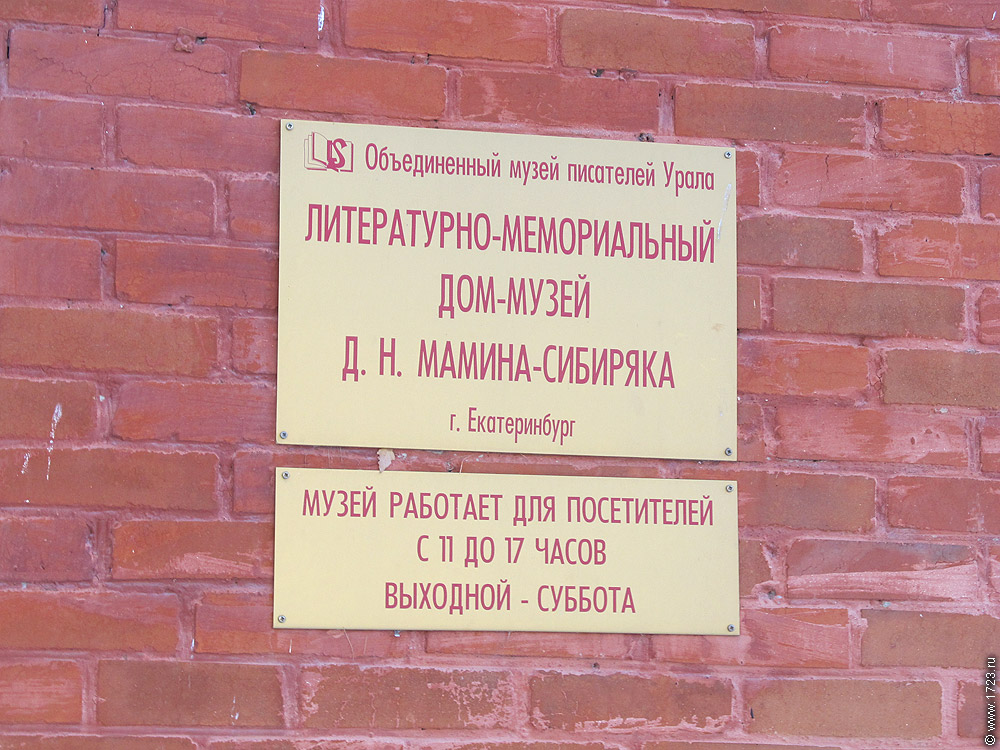 LS Объединенный музей писателей Урала
ЛИТЕРАТУРНО-МЕМОРИАЛЬНЫЙ
ДОМ-МУЗЕЙ
Д. Н. МАМИНА-СИБИРЯКА
г. Екатеринбург
МУЗЕЙ РАБОТАЕТ ДЛЯ ПОСЕТИТЕЛЕЙ
С 11 ДО 17 ЧАСОВ
ВЫХОДНОЙ - СУББОТА
© www.1723.ru